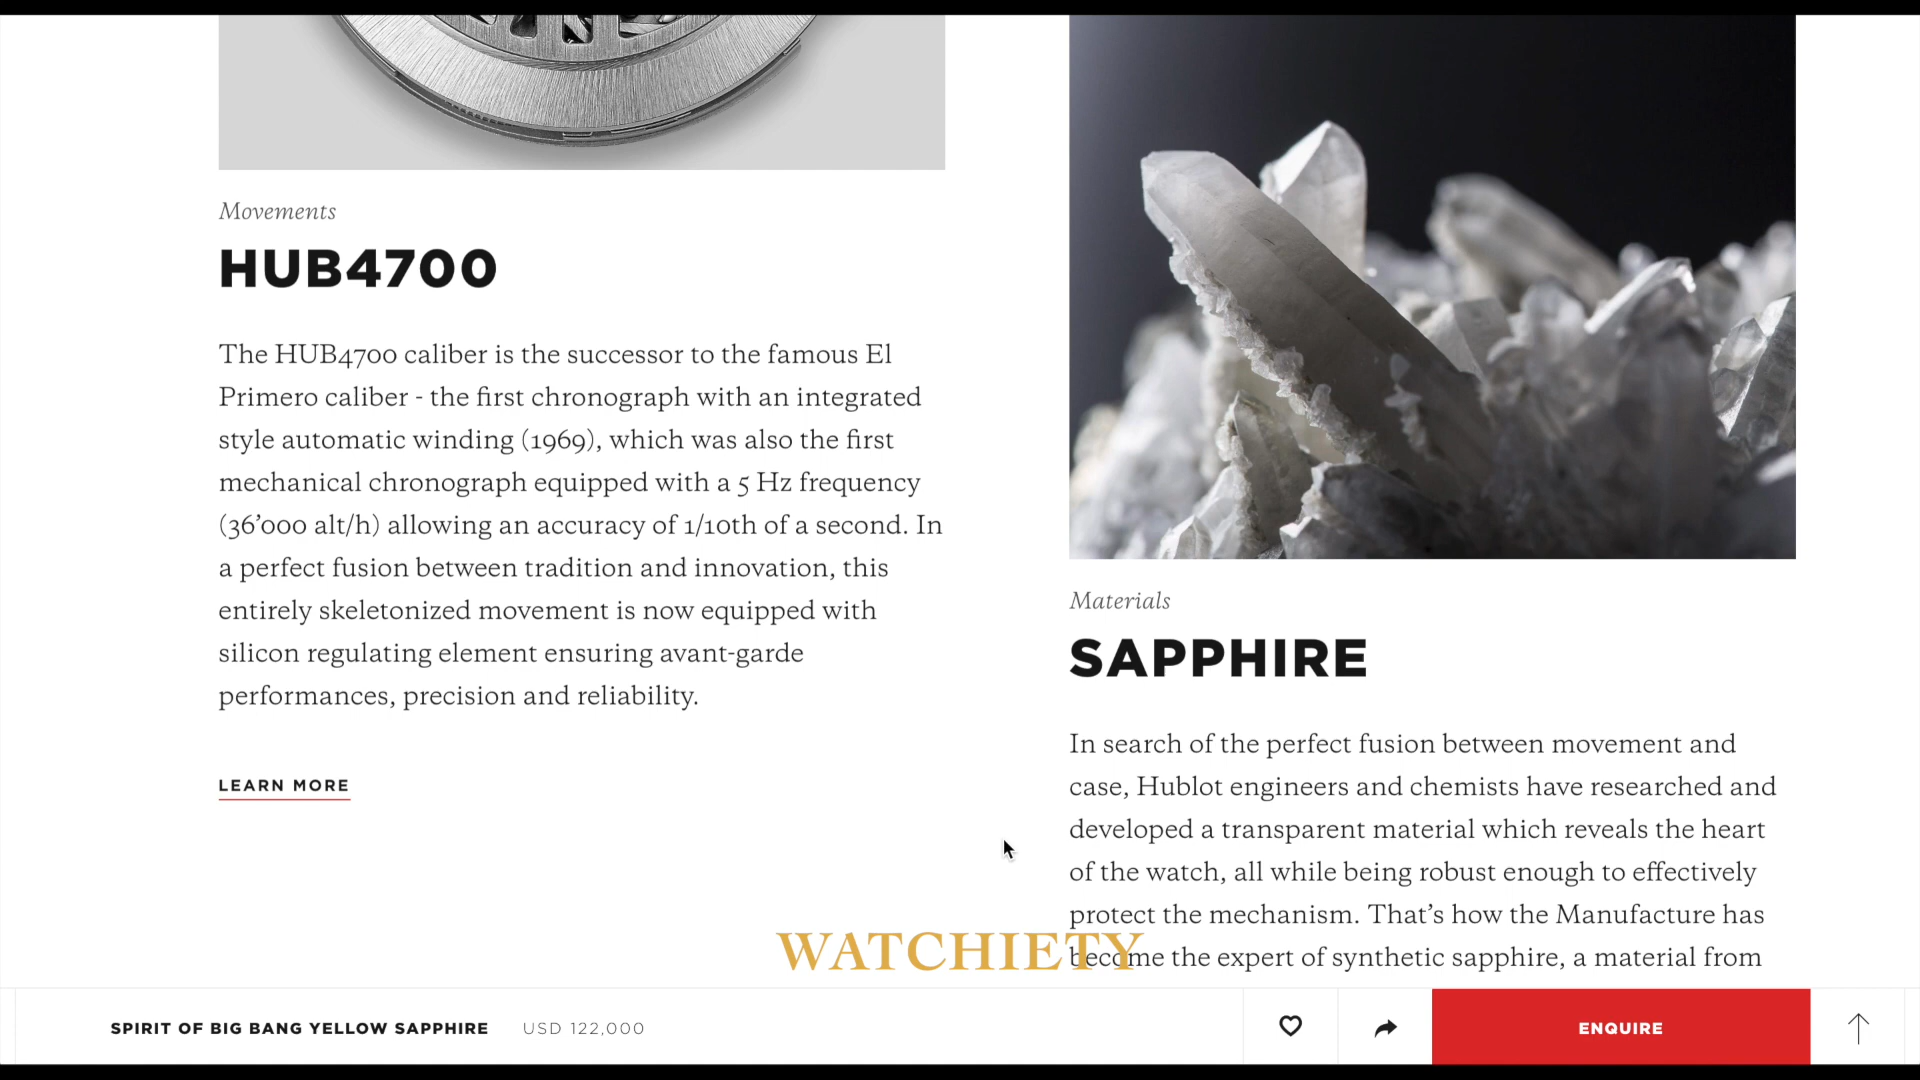 Movements
HUB4700
The HUB4700 caliber is the successor to the famous El
Primero caliber - the first chronograph with an integrated
style automatic winding (1969), which was also the first
mechanical chronograph equipped with a 5 Hz frequency
(36’000 alt/h) allowing an accuracy of 1/10th of a second. In
a perfect fusion between tradition and innovation, this
entirely skeletonized movement is now equipped with
silicon regulating element ensuring avant-garde
performances, precision and reliability.
LEARN MORE
Materials
SAPPHIRE
In search of the perfect fusion between movement and
case, Hublot engineers and chemists have researched and
developed a transparent material which reveals the heart
of the watch, all while being robust enough to effectively
protect the mechanism. That’s how the Manufacture has
become the expert of synthetic sapphire, a material from
WATCHIETY
SPIRIT OF BIG BANG YELLOW SAPPHIRE USD 122,000
ENQUIRE